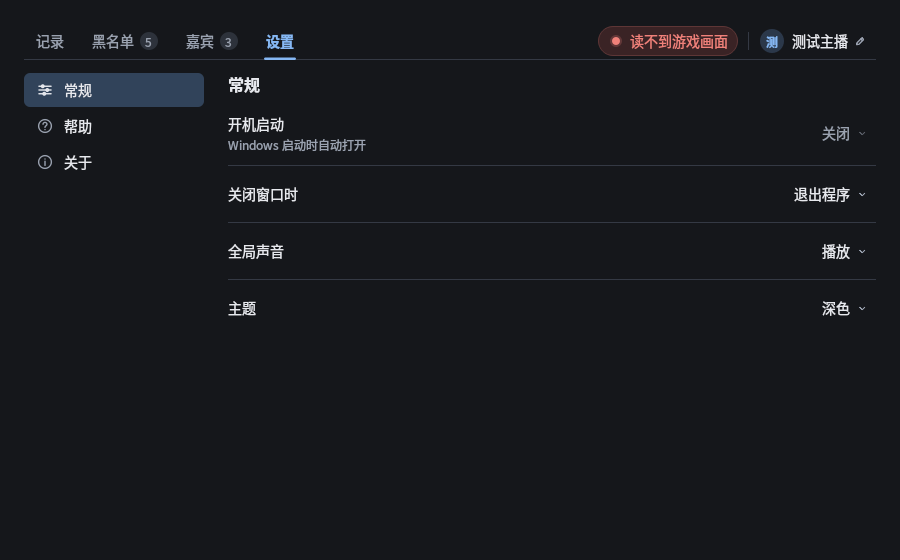 记录 黑名单 5 嘉宾 3 设置 读不到游戏画面 测 测试主播
常规
帮助
关于
常规
开机启动 关闭
Windows 启动时自动打开
关闭窗口时 退出程序
全局声音 播放
主题 深色